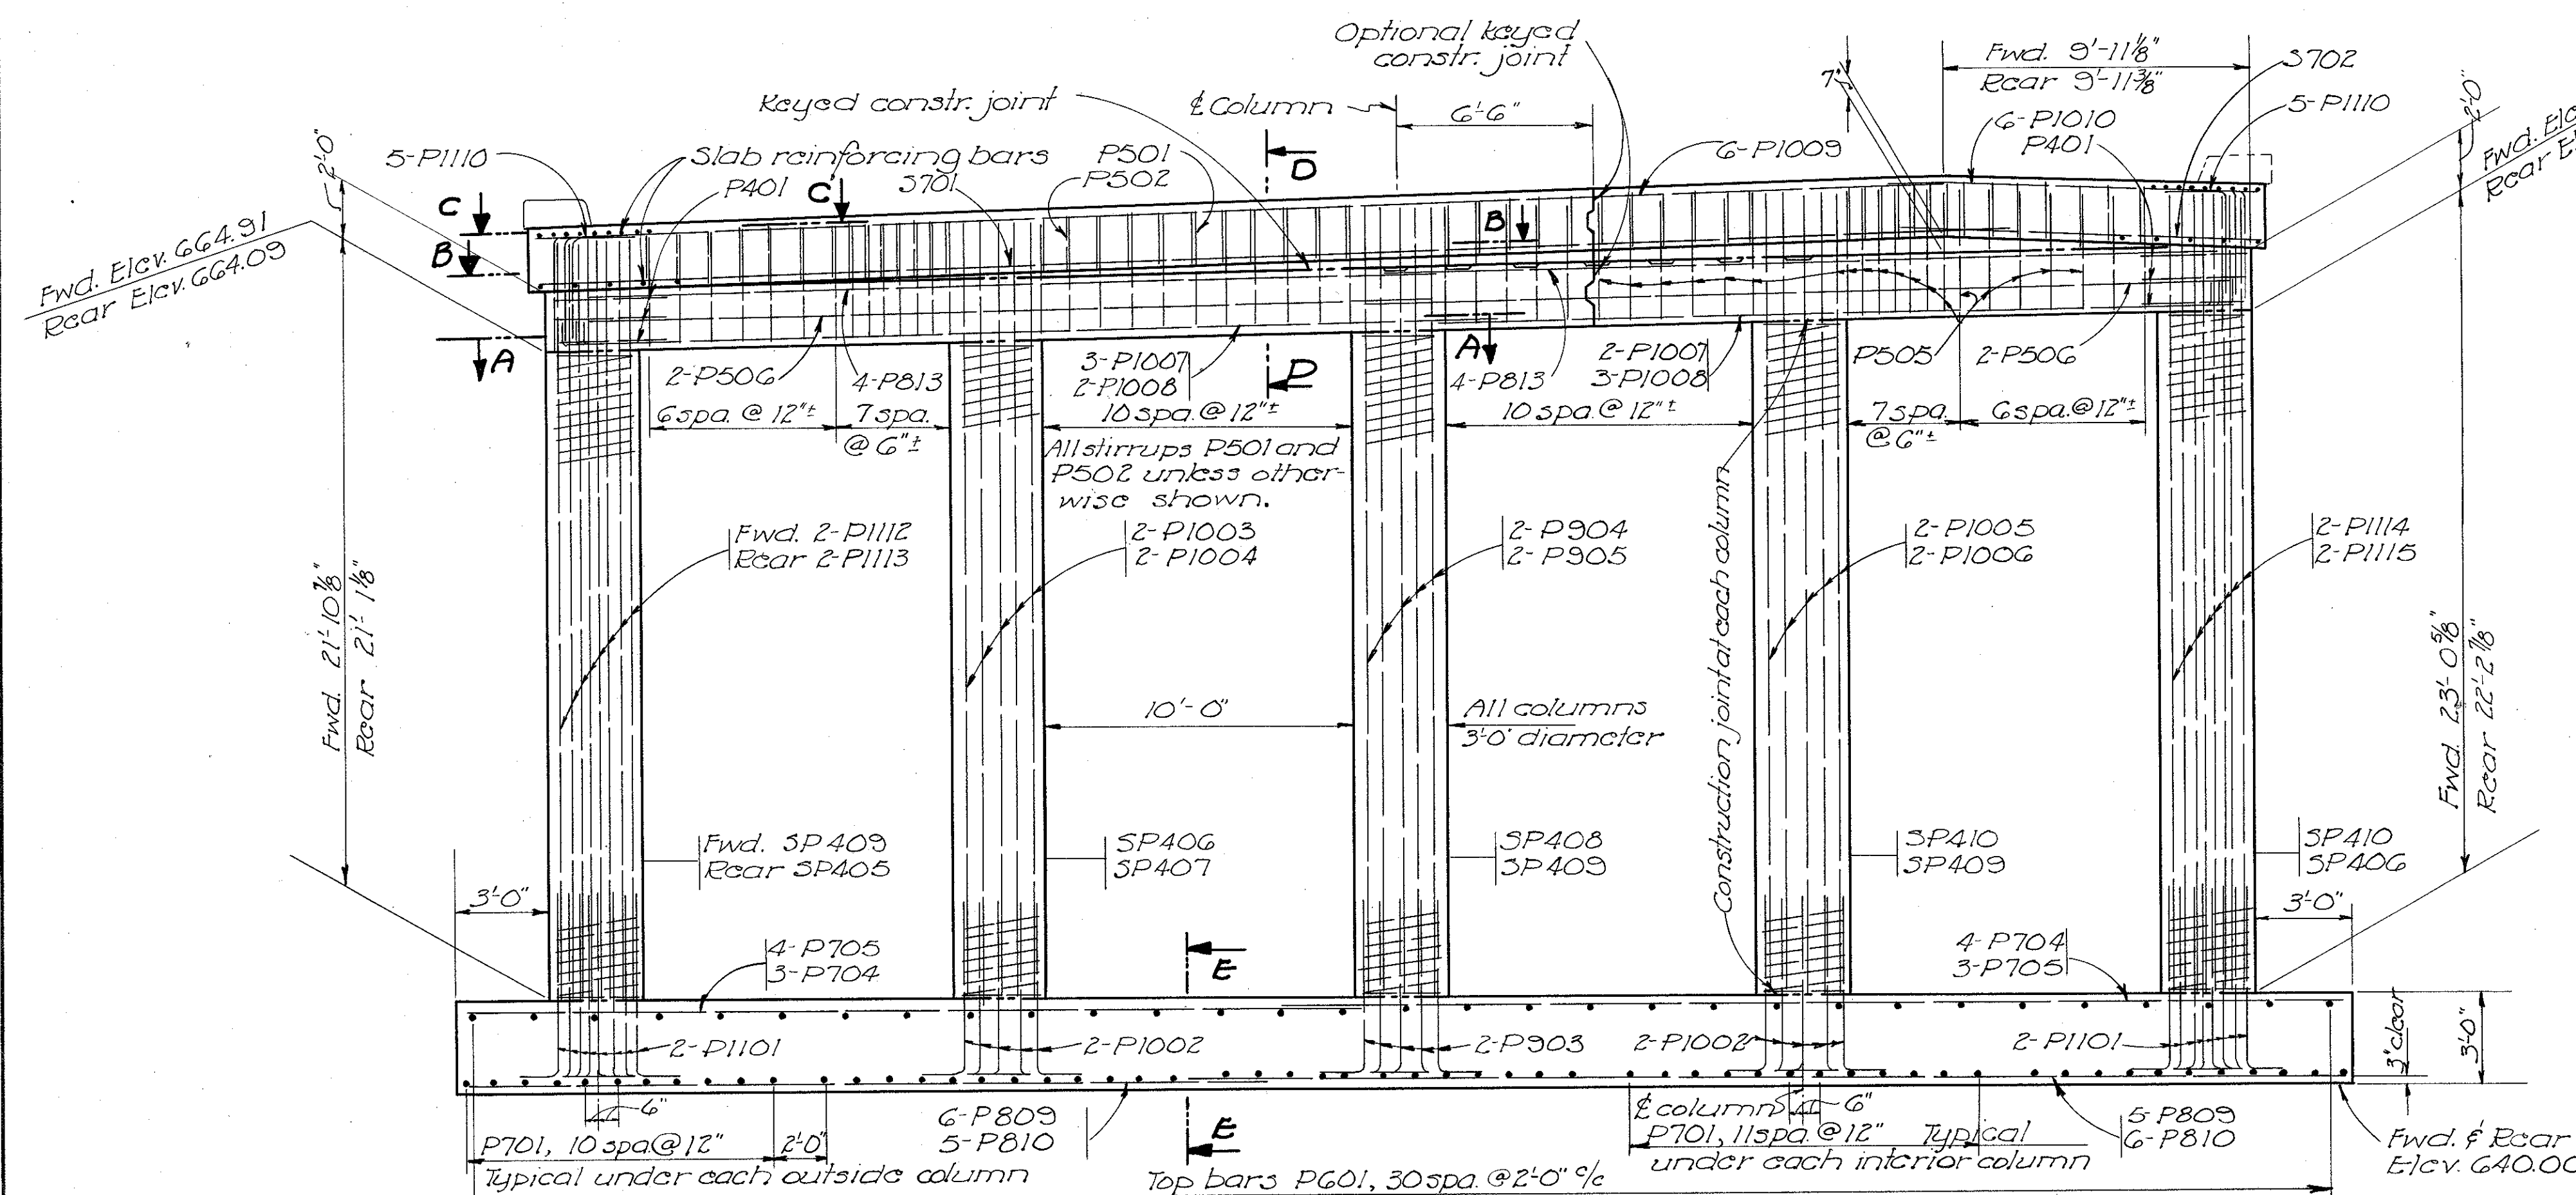 Optional keyed
constr. joint
Fwd. 9'-11⅛"
Rear 9'-11⅜"
S702
7"
2'-0"
Keyed constr. joint
℄ Column
6'-6"
5-P1110
6-P1010
P401
2'-0"
5-P1110
Slab reinforcing bars
P501
P502
D
6-P1009
Fwd. Elev. 664.91
Rear Elev. 664.09
P401
S701
C
C
B
B
A
A
D
2-P506
4-P813
3-P1007
2-P1008
4-P813
2-P1007
3-P1008
P505
2-P506
6 spa. @ 12"±
7 spa.
@ 6"±
10 spa. @ 12"±
10 spa. @ 12"±
7 spa.
@ 6"±
6 spa. @ 12"±
All stirrups P501 and
P502 unless other-
wise shown.
Fwd. 2-P1112
Rear 2-P1113
2-P1003
2-P1004
2-P904
2-P905
2-P1005
2-P1006
2-P1114
2-P1115
Construction joint at each column
Fwd. 21'-10⅞"
Rear 21'-1⅛"
Fwd. 23'-0⅝"
Rear 22'-2⅞"
10'-0"
All columns
3'-0" diameter
Fwd. SP409
Rear SP405
SP406
SP407
SP408
SP409
SP410
SP409
SP410
SP406
3'-0"
3'-0"
4-P705
3-P704
E
4-P704
3-P705
2-P1101
2-P1002
2-P903
2-P1002
2-P1101
3" clear
3'-0"
6"
P701, 10 spa. @ 12"
2'-0"
Typical under each outside column
6-P809
5-P810
E
℄ column
6"
P701, 11 spa. @ 12" Typical
under each interior column
5-P809
6-P810
Fwd. & Rear
Elev. 640.00
Top bars P601, 30 spa. @ 2'-0" c/c